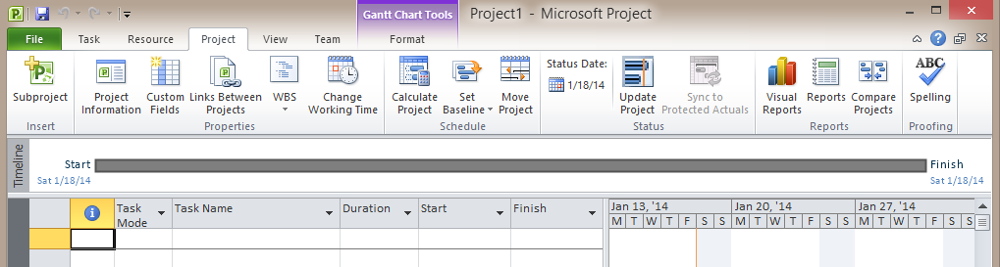 Gantt Chart Tools Project1 - Microsoft Project
File Task Resource Project View Team Format
Subproject Project Information Custom Fields Links Between Projects WBS Change Working Time Calculate Project Set Baseline Move Project Status Date: 1/18/14 Update Project Sync to Protected Actuals Visual Reports Reports Compare Projects ABC Spelling
Insert Properties Schedule Status Reports Proofing
Timeline
Start Finish
Sat 1/18/14 Sat 1/18/14
Task Mode Task Name Duration Start Finish Jan 13, '14 Jan 20, '14 Jan 27, '14
M T W T F S S M T W T F S S M T W T F S S